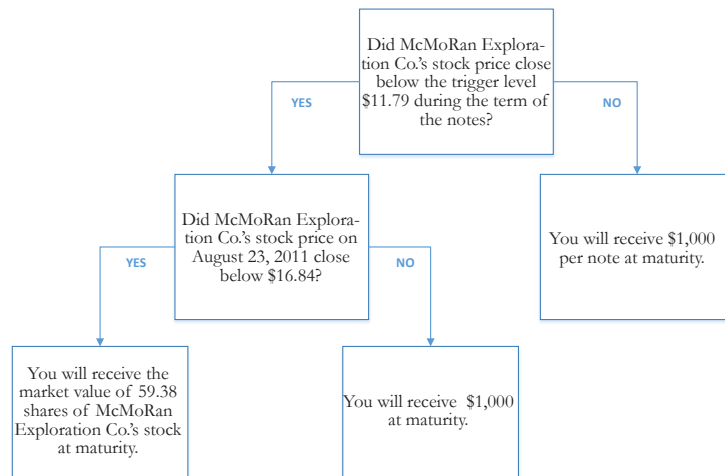 Did McMoRan Explora-
tion Co.'s stock price close
below the trigger level
$11.79 during the term of
the notes?
YES
NO
Did McMoRan Explora-
tion Co.'s stock price on
August 23, 2011 close
below $16.84?
You will receive $1,000
per note at maturity.
YES
NO
You will receive the
market value of 59.38
shares of McMoRan
Exploration Co.'s stock
at maturity.
You will receive $1,000
at maturity.